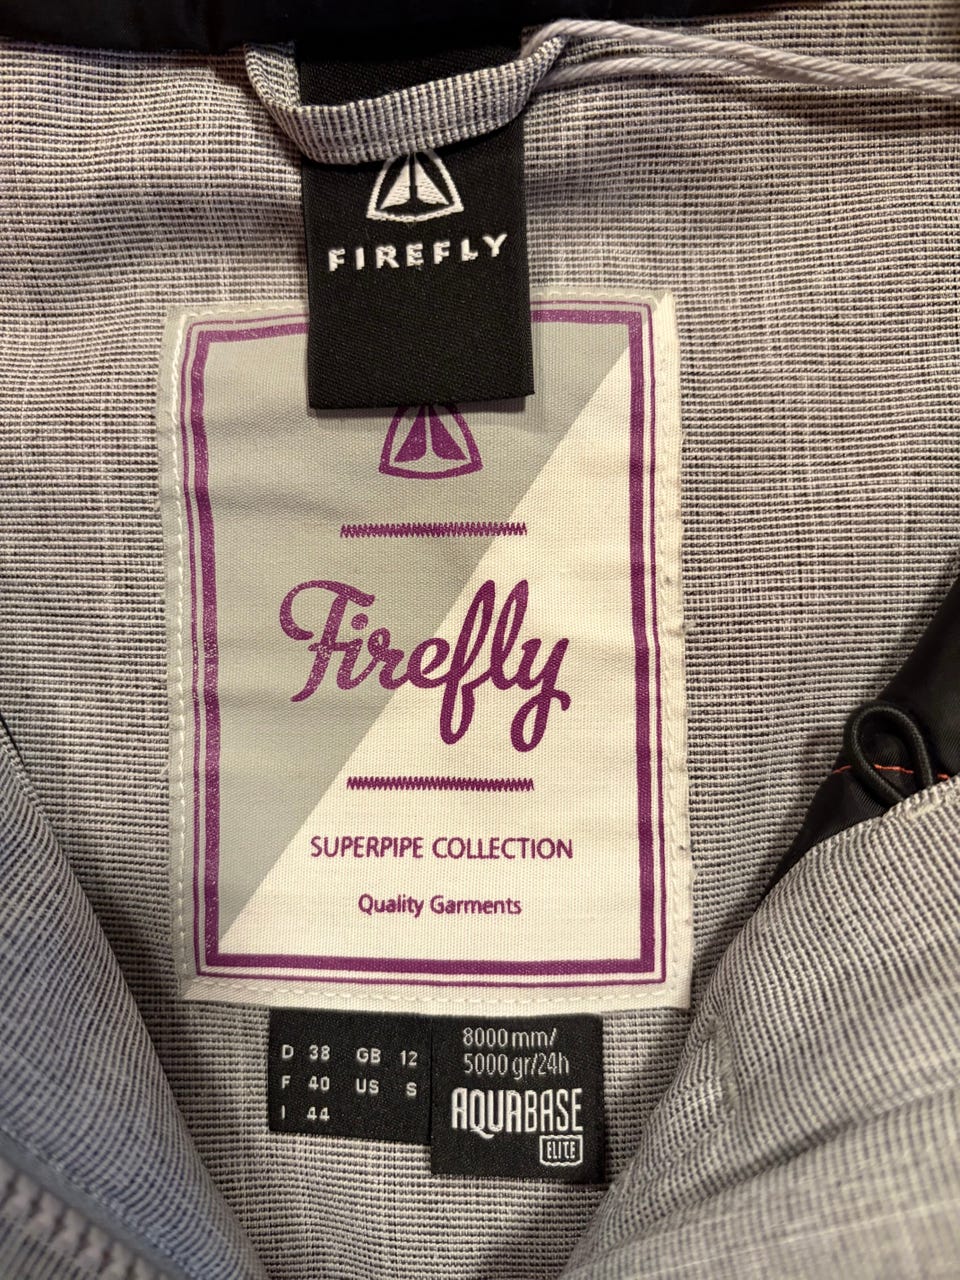 FIREFLY
Firefly
SUPERPIPE COLLECTION
Quality Garments
D 38 GB 12
F 40 US S
I 44
8000 mm/
5000 gr/24h
AQUABASE
ELITE